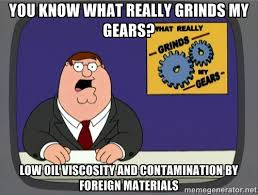 YOU KNOW WHAT REALLY GRINDS MY
GEARS?
WHAT REALLY
GRINDS
MY
GEARS
LOW OIL VISCOSITY AND CONTAMINATION BY
FOREIGN MATERIALS
memegenerator.net